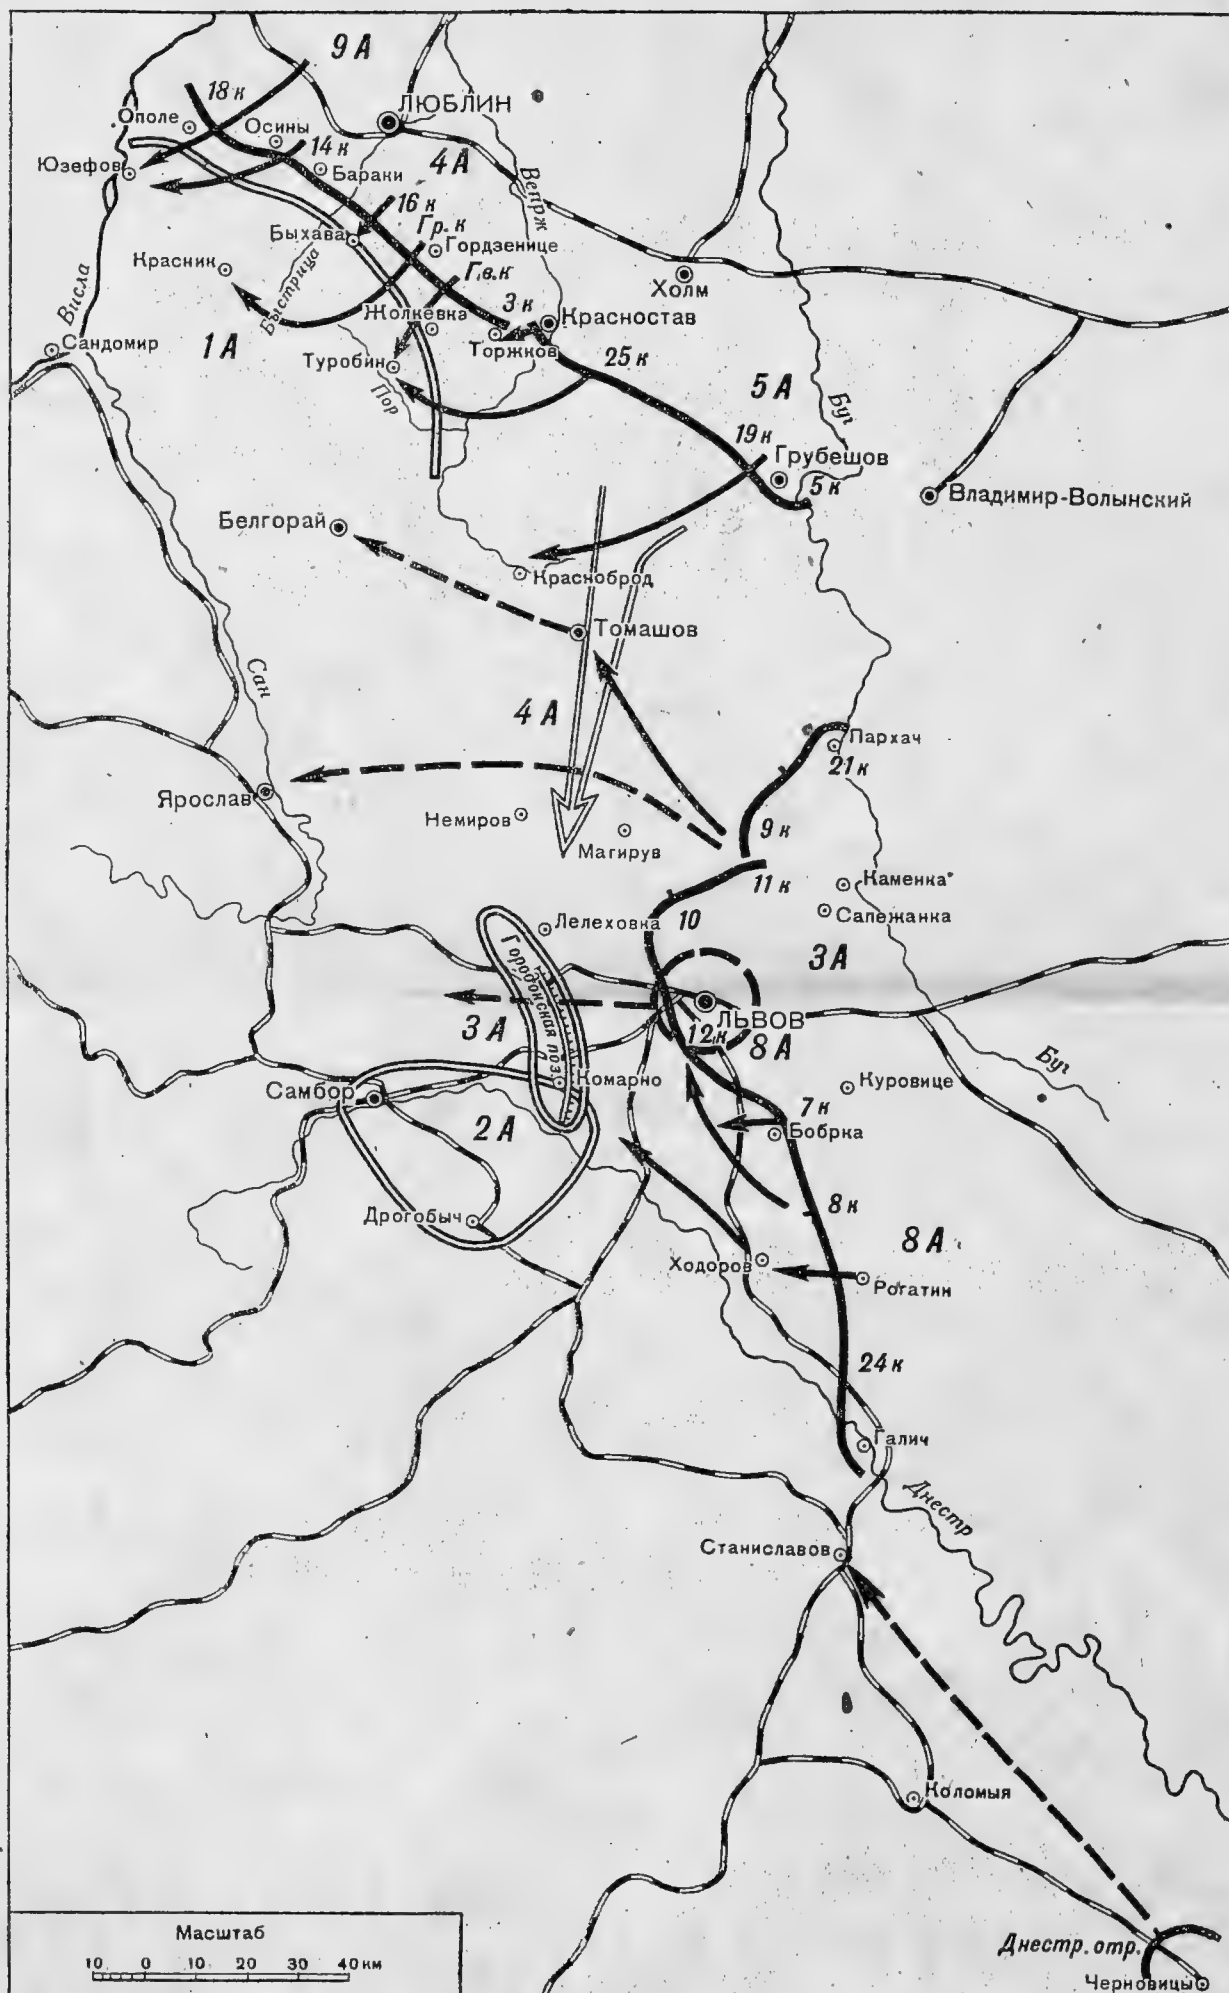 9 А
18 к
ЛЮБЛИН
Ополе
Осины
14 к
4 А
Юзефов
Бараки
Вепрж
16 к
Гр. к
Быхава
Гордзенице
Красник
Быстрица
Г.в.к
Холм
Висла
Жолкевка
3 к
Красностав
1 А
Сандомир
Торжков
Туробин
25 к
Пор
5 А
Буг
19 к
Грубешов
5 к
Владимир-Волынский
Белгорай
Красноброд
Томашов
Сан
4 А
Пархач
21 к
Ярослав
Немиров
9 к
Магирув
11 к
Каменка
Лелеховка
10
Сапежанка
Городокская поз.
3 А
3 А
ЛЬВОВ
12 к
8 А
Буг
Комарно
Куровице
Самбор
7 к
2 А
Бобрка
8 к
Дрогобыч
8 А
Ходоров
Рогатин
24 к
Галич
Днестр
Станиславов
Коломыя
Масштаб
10 0 10 20 30 40 км
Днестр. отр.
Черновицы